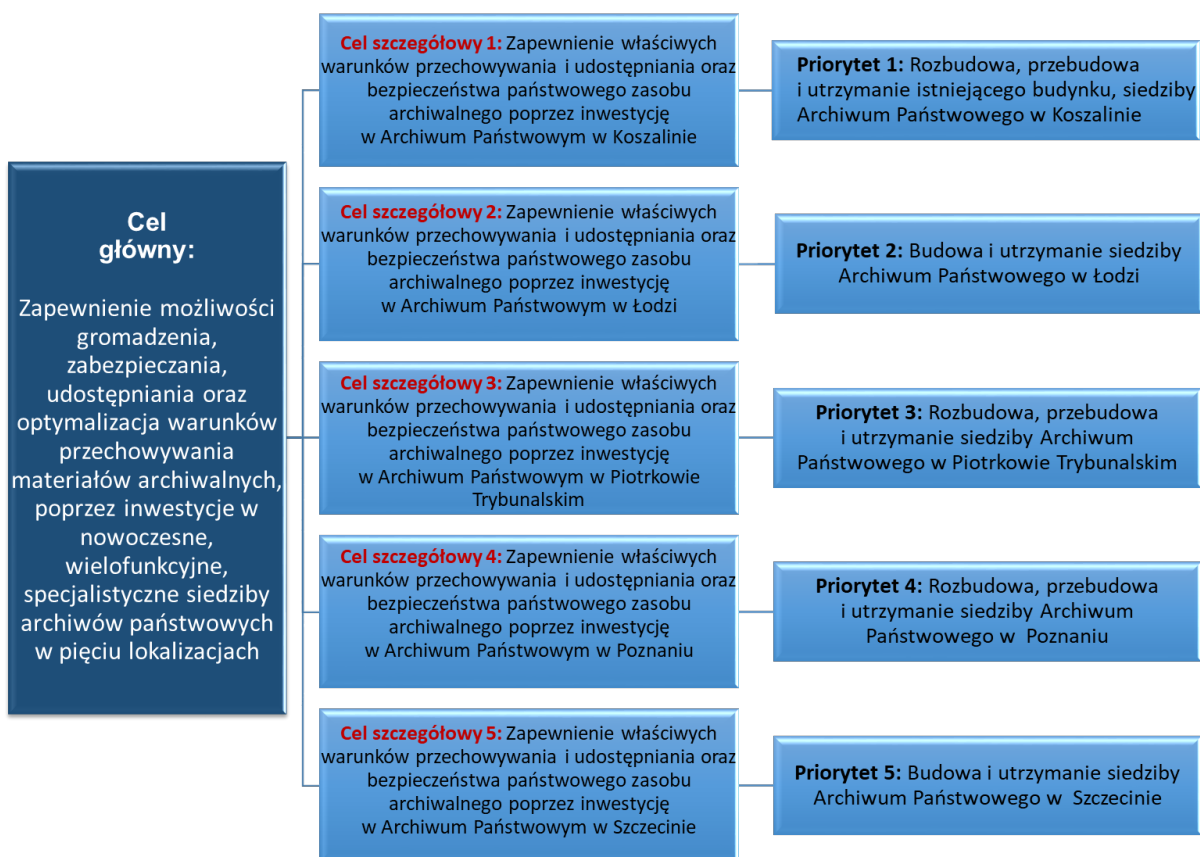 Cel
główny:
Zapewnienie możliwości
gromadzenia,
zabezpieczania,
udostępniania oraz
optymalizacja warunków
przechowywania
materiałów archiwalnych,
poprzez inwestycje w
nowoczesne,
wielofunkcyjne,
specjalistyczne siedziby
archiwów państwowych
w pięciu lokalizacjach
Cel szczegółowy 1: Zapewnienie właściwych
warunków przechowywania i udostępniania oraz
bezpieczeństwa państwowego zasobu
archiwalnego poprzez inwestycję
w Archiwum Państwowym w Koszalinie
Priorytet 1: Rozbudowa, przebudowa
i utrzymanie istniejącego budynku, siedziby
Archiwum Państwowego w Koszalinie
Cel szczegółowy 2: Zapewnienie właściwych
warunków przechowywania i udostępniania oraz
bezpieczeństwa państwowego zasobu
archiwalnego poprzez inwestycję
w Archiwum Państwowym w Łodzi
Priorytet 2: Budowa i utrzymanie siedziby
Archiwum Państwowego w Łodzi
Cel szczegółowy 3: Zapewnienie właściwych
warunków przechowywania i udostępniania oraz
bezpieczeństwa państwowego zasobu
archiwalnego poprzez inwestycję
w Archiwum Państwowym w Piotrkowie
Trybunalskim
Priorytet 3: Rozbudowa, przebudowa
i utrzymanie siedziby Archiwum
Państwowego w Piotrkowie Trybunalskim
Cel szczegółowy 4: Zapewnienie właściwych
warunków przechowywania i udostępniania oraz
bezpieczeństwa państwowego zasobu
archiwalnego poprzez inwestycję
w Archiwum Państwowym w Poznaniu
Priorytet 4: Rozbudowa, przebudowa
i utrzymanie siedziby Archiwum
Państwowego w Poznaniu
Cel szczegółowy 5: Zapewnienie właściwych
warunków przechowywania i udostępniania oraz
bezpieczeństwa państwowego zasobu
archiwalnego poprzez inwestycję
w Archiwum Państwowym w Szczecinie
Priorytet 5: Budowa i utrzymanie siedziby
Archiwum Państwowego w Szczecinie